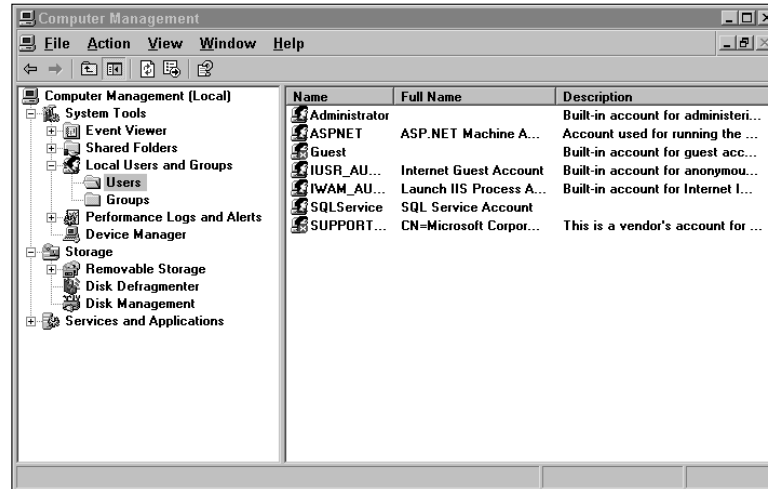 Computer Management
File Action View Window Help
Computer Management (Local)
System Tools
Event Viewer
Shared Folders
Local Users and Groups
Users
Groups
Performance Logs and Alerts
Device Manager
Storage
Removable Storage
Disk Defragmenter
Disk Management
Services and Applications
Name Full Name Description
Administrator Built-in account for administeri...
ASPNET ASP.NET Machine A... Account used for running the ...
Guest Built-in account for guest acc...
IUSR_AU... Internet Guest Account Built-in account for anonymou...
IWAM_AU... Launch IIS Process A... Built-in account for Internet I...
SQLService SQL Service Account
SUPPORT... CN=Microsoft Corpor... This is a vendor's account for ...